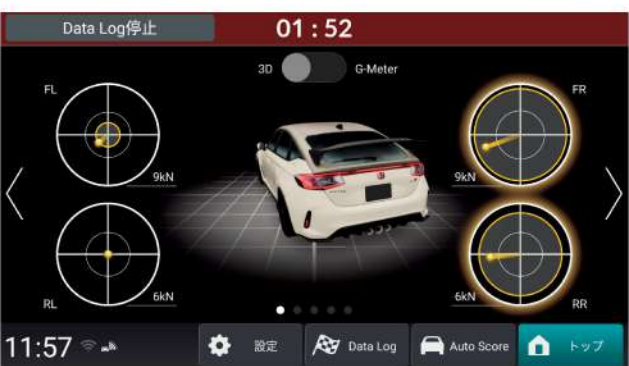 Data Log停止
01:52
3D
G-Meter
FL
FR
9kN
9kN
RL
6kN
6kN
RR
11:57
設定
Data Log
Auto Score
トップ